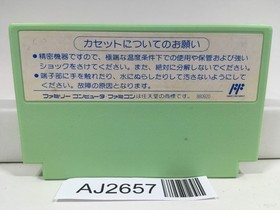 カセットについてのお願い
●精密機器ですので、極端な温度条件下での使用や保管および強い
ショックをさけてください。また、絶対に分解しないでください。
●端子部に手を触れたり、水にぬらしたりして汚さないようにして
ください。故障の原因となります。
ファミリーコンピュータ ファミコンは任天堂の商標です。
AJ2657